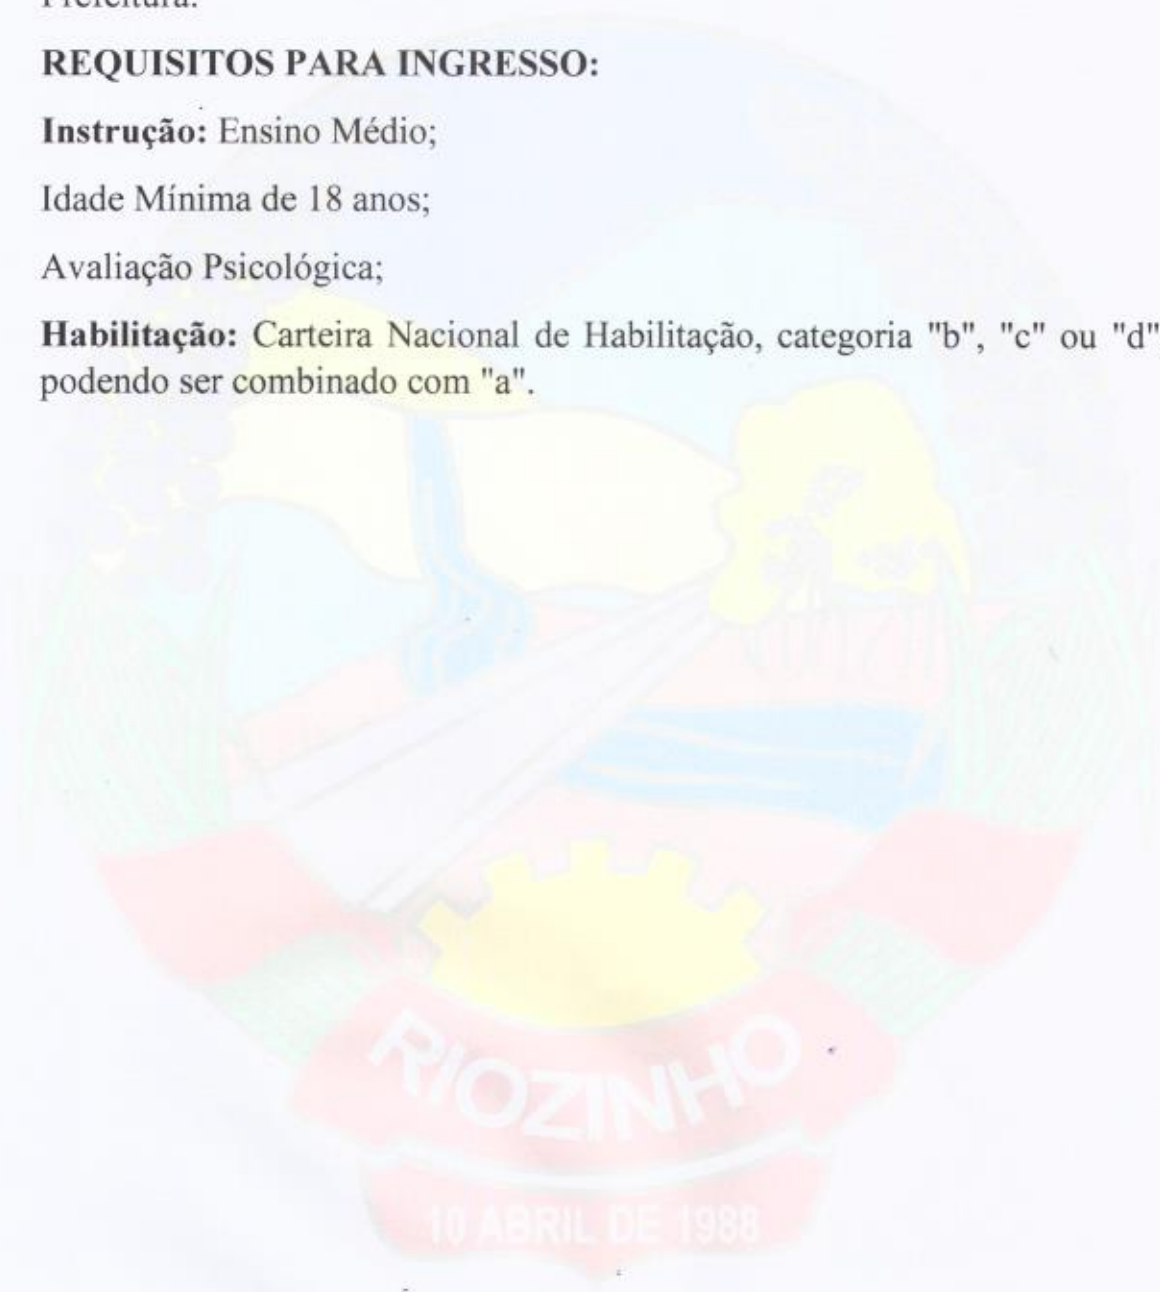 Prefeitura.
REQUISITOS PARA INGRESSO:
Instrução: Ensino Médio;
Idade Mínima de 18 anos;
Avaliação Psicológica;
Habilitação: Carteira Nacional de Habilitação, categoria "b", "c" ou "d"
podendo ser combinado com "a".
RIOZINHO
10 ABRIL DE 1988